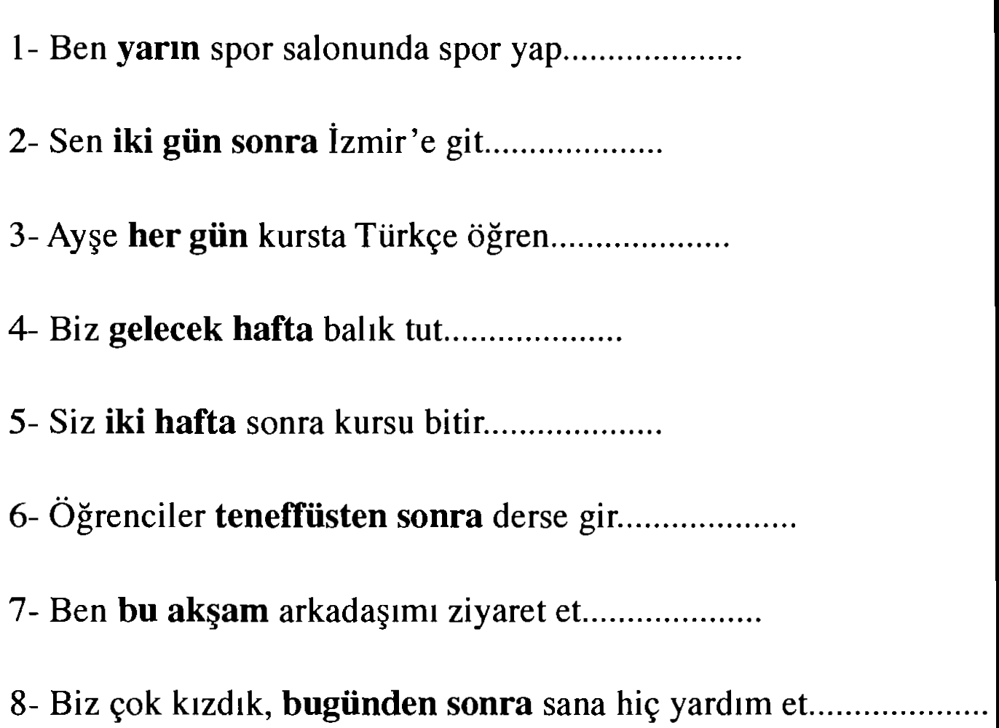 1- Ben yarın spor salonunda spor yap....................
2- Sen iki gün sonra İzmir'e git....................
3- Ayşe her gün kursta Türkçe öğren....................
4- Biz gelecek hafta balık tut....................
5- Siz iki hafta sonra kursu bitir....................
6- Öğrenciler teneffüsten sonra derse gir....................
7- Ben bu akşam arkadaşımı ziyaret et....................
8- Biz çok kızdık, bugünden sonra sana hiç yardım et....................